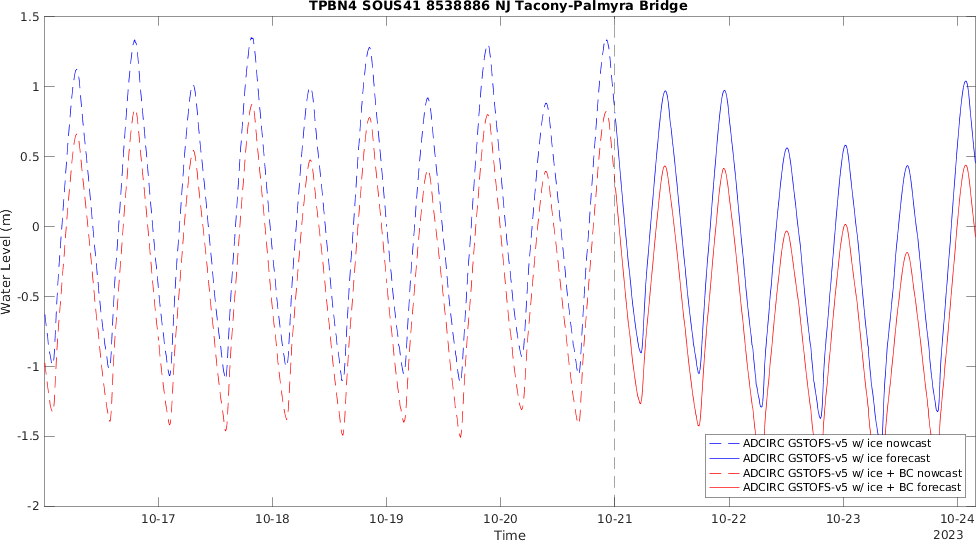 TPBN4 SOUS41 8538886 NJ Tacony-Palmyra Bridge
1.5
1
0.5
0
-0.5
-1
-1.5
-2
Water Level (m)
ADCIRC GSTOFS-v5 w/ ice nowcast
ADCIRC GSTOFS-v5 w/ ice forecast
ADCIRC GSTOFS-v5 w/ ice + BC nowcast
ADCIRC GSTOFS-v5 w/ ice + BC forecast
10-17
10-18
10-19
10-20
10-21
10-22
10-23
10-24
Time
2023